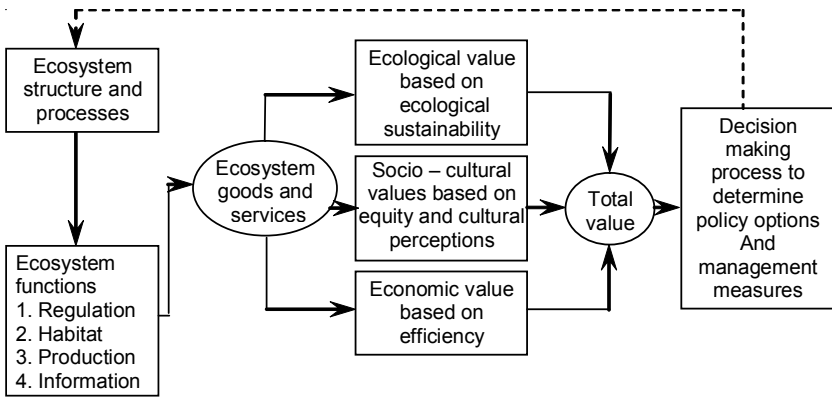 Ecosystem
structure and
processes
Ecosystem
functions
1. Regulation
2. Habitat
3. Production
4. Information
Ecosystem
goods and
services
Ecological value
based on
ecological
sustainability
Socio – cultural
values based on
equity and cultural
perceptions
Economic value
based on
efficiency
Total
value
Decision
making
process to
determine
policy options
And
management
measures